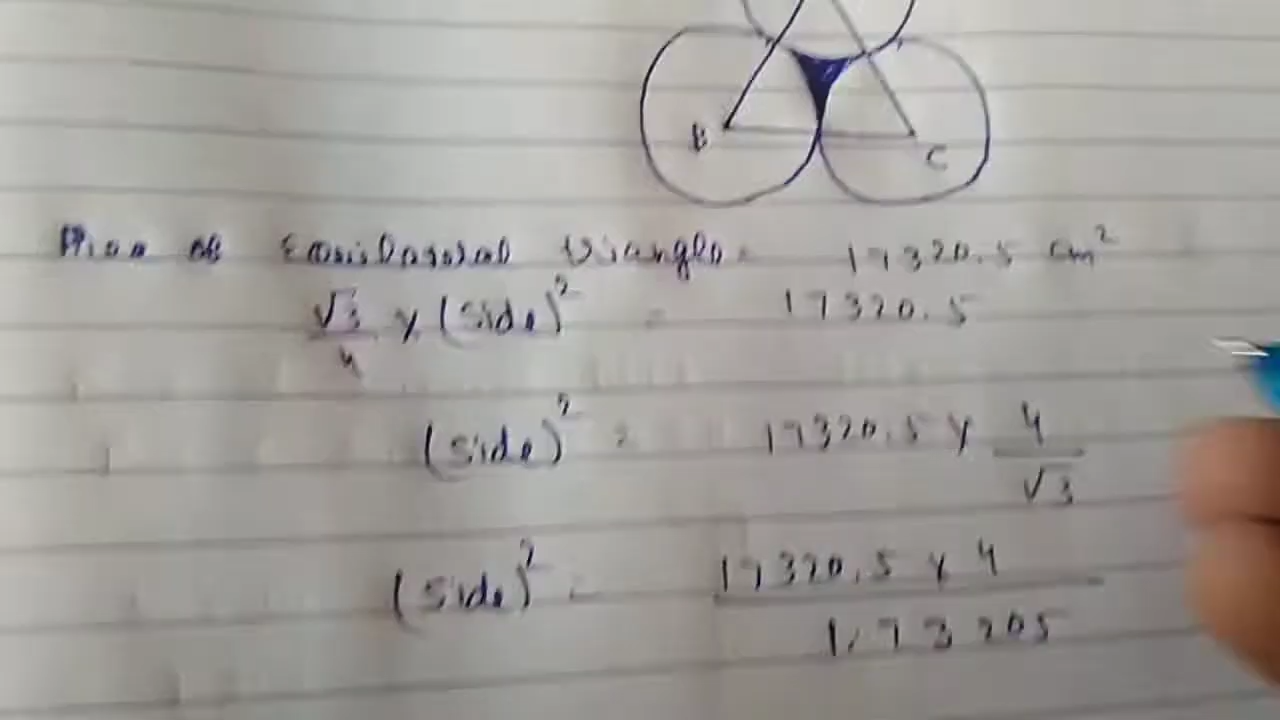 B
C
Area of Equilateral triangle = 17320.5 cm²
√3/4 × (side)² = 17320.5
(side)² = 17320.5 × 4/√3
(side)² = 17320.5 × 4 / 1.73205